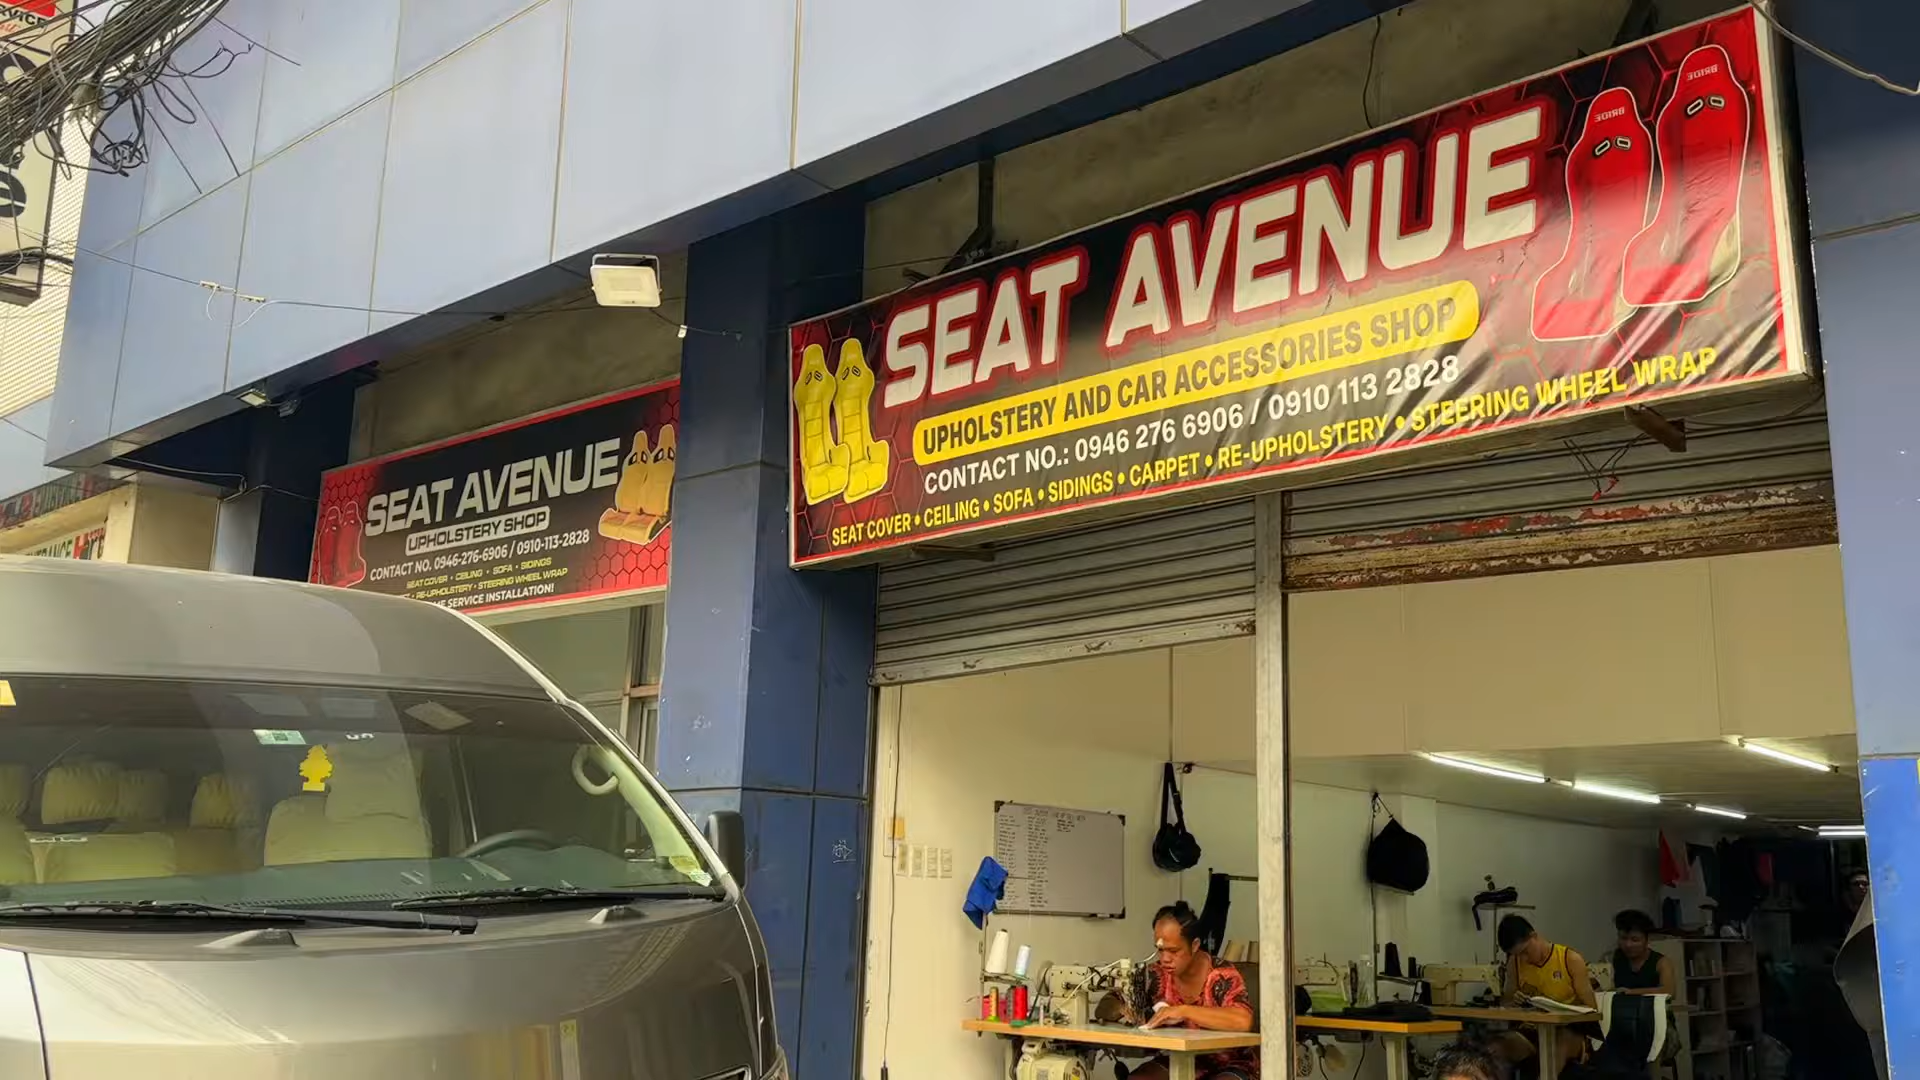 SEAT AVENUE
UPHOLSTERY AND CAR ACCESSORIES SHOP
CONTACT NO.: 0946 276 6906 / 0910 113 2828
SEAT COVER • CEILING • SOFA • SIDINGS • CARPET • RE-UPHOLSTERY • STEERING WHEEL WRAP
BRIDE
BRIDE
SEAT AVENUE
UPHOLSTERY SHOP
CONTACT NO. 0946-276-6906 / 0910-113-2828
SEAT COVER • CEILING • SOFA • SIDINGS
RE-UPHOLSTERY • STEERING WHEEL WRAP
SERVICE INSTALLATION!